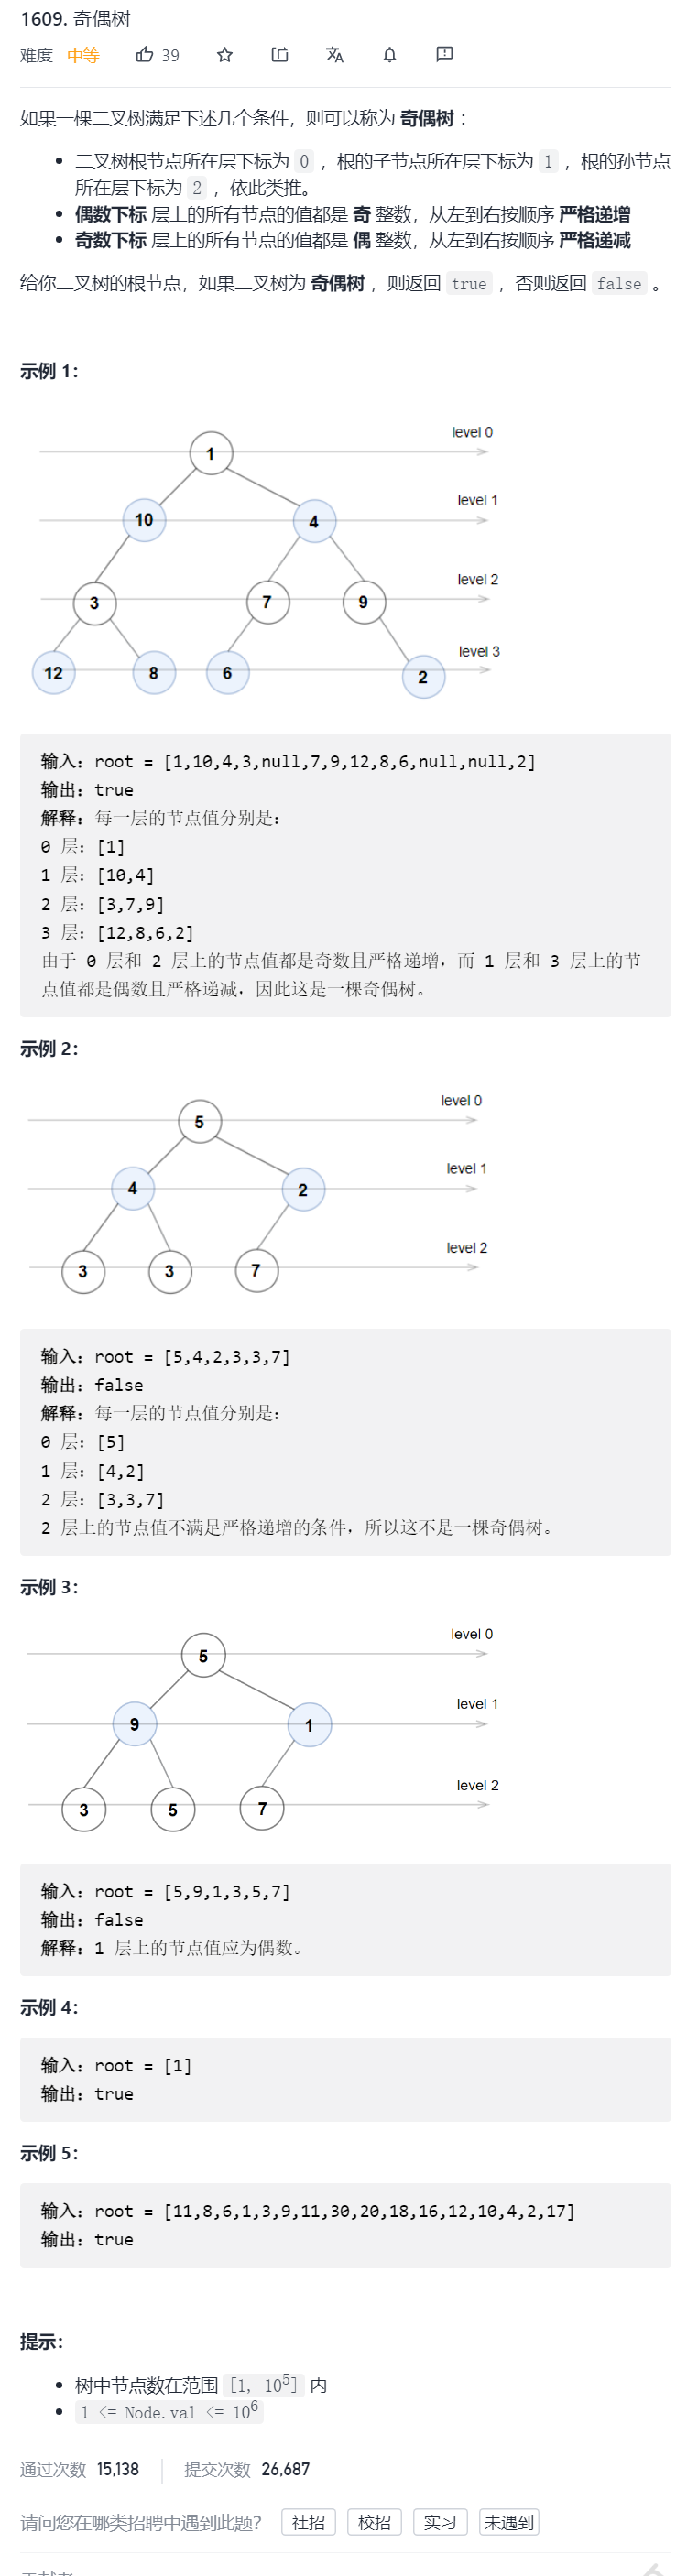 1609. 奇偶树
难度 中等 39
如果一棵二叉树满足下述几个条件，则可以称为 奇偶树 ：
二叉树根节点所在层下标为 0 ，根的子节点所在层下标为 1 ，根的孙节点
所在层下标为 2 ，依此类推。
偶数下标 层上的所有节点的值都是 奇 整数，从左到右按顺序 严格递增
奇数下标 层上的所有节点的值都是 偶 整数，从左到右按顺序 严格递减
给你二叉树的根节点，如果二叉树为 奇偶树 ，则返回 true ，否则返回 false 。
示例 1：
level 0
1
level 1
10 4
level 2
3 7 9
level 3
12 8 6 2
输入：root = [1,10,4,3,null,7,9,12,8,6,null,null,2]
输出：true
解释：每一层的节点值分别是：
0 层：[1]
1 层：[10,4]
2 层：[3,7,9]
3 层：[12,8,6,2]
由于 0 层和 2 层上的节点值都是奇数且严格递增，而 1 层和 3 层上的节
点值都是偶数且严格递减，因此这是一棵奇偶树。
示例 2：
level 0
5
level 1
4 2
level 2
3 3 7
输入：root = [5,4,2,3,3,7]
输出：false
解释：每一层的节点值分别是：
0 层：[5]
1 层：[4,2]
2 层：[3,3,7]
2 层上的节点值不满足严格递增的条件，所以这不是一棵奇偶树。
示例 3：
level 0
5
level 1
9 1
level 2
3 5 7
输入：root = [5,9,1,3,5,7]
输出：false
解释：1 层上的节点值应为偶数。
示例 4：
输入：root = [1]
输出：true
示例 5：
输入：root = [11,8,6,1,3,9,11,30,20,18,16,12,10,4,2,17]
输出：true
提示：
树中节点数在范围 [1, 10⁵] 内
1 <= Node.val <= 10⁶
通过次数 15,138 提交次数 26,687
请问您在哪类招聘中遇到此题？ 社招 校招 实习 未遇到